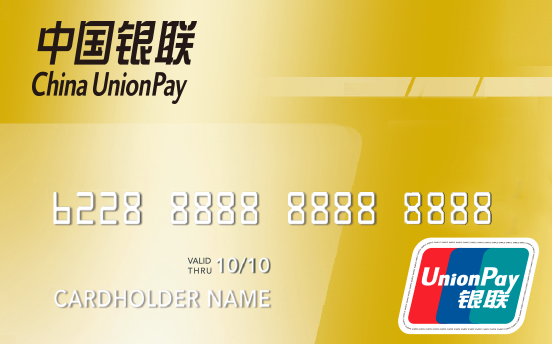 中国银联
China UnionPay
6228 8888 8888 8888
VALID
THRU 10/10
CARDHOLDER NAME
UnionPay
银联